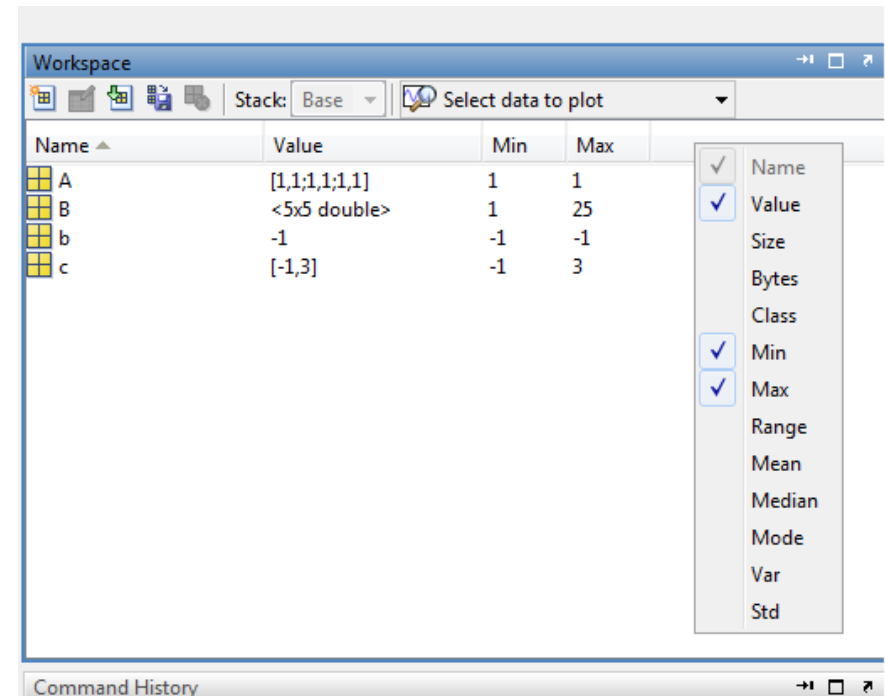 Workspace
Stack: Base Select data to plot
Name Value Min Max
A [1,1;1,1;1,1] 1 1
B <5x5 double> 1 25
b -1 -1 -1
c [-1,3] -1 3
Name
Value
Size
Bytes
Class
Min
Max
Range
Mean
Median
Mode
Var
Std
Command History